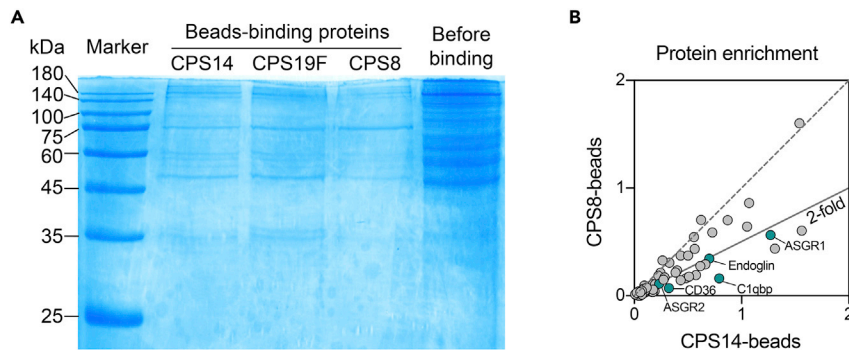 A
kDa
Marker
Beads-binding proteins
CPS14 CPS19F CPS8
Before
binding
180
140
100
75
60
45
35
25
B
Protein enrichment
2
1
0
CPS8-beads
2-fold
ASGR1
Endoglin
C1qbp
CD36
ASGR2
0 1 2
CPS14-beads